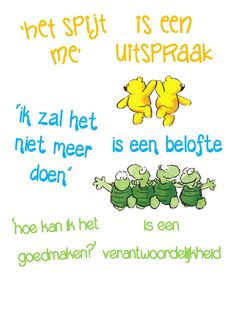 'het spijt me' is een uitspraak
'ik zal het niet meer doen' is een belofte
'hoe kan ik het goedmaken?' is een verantwoordelijkheid